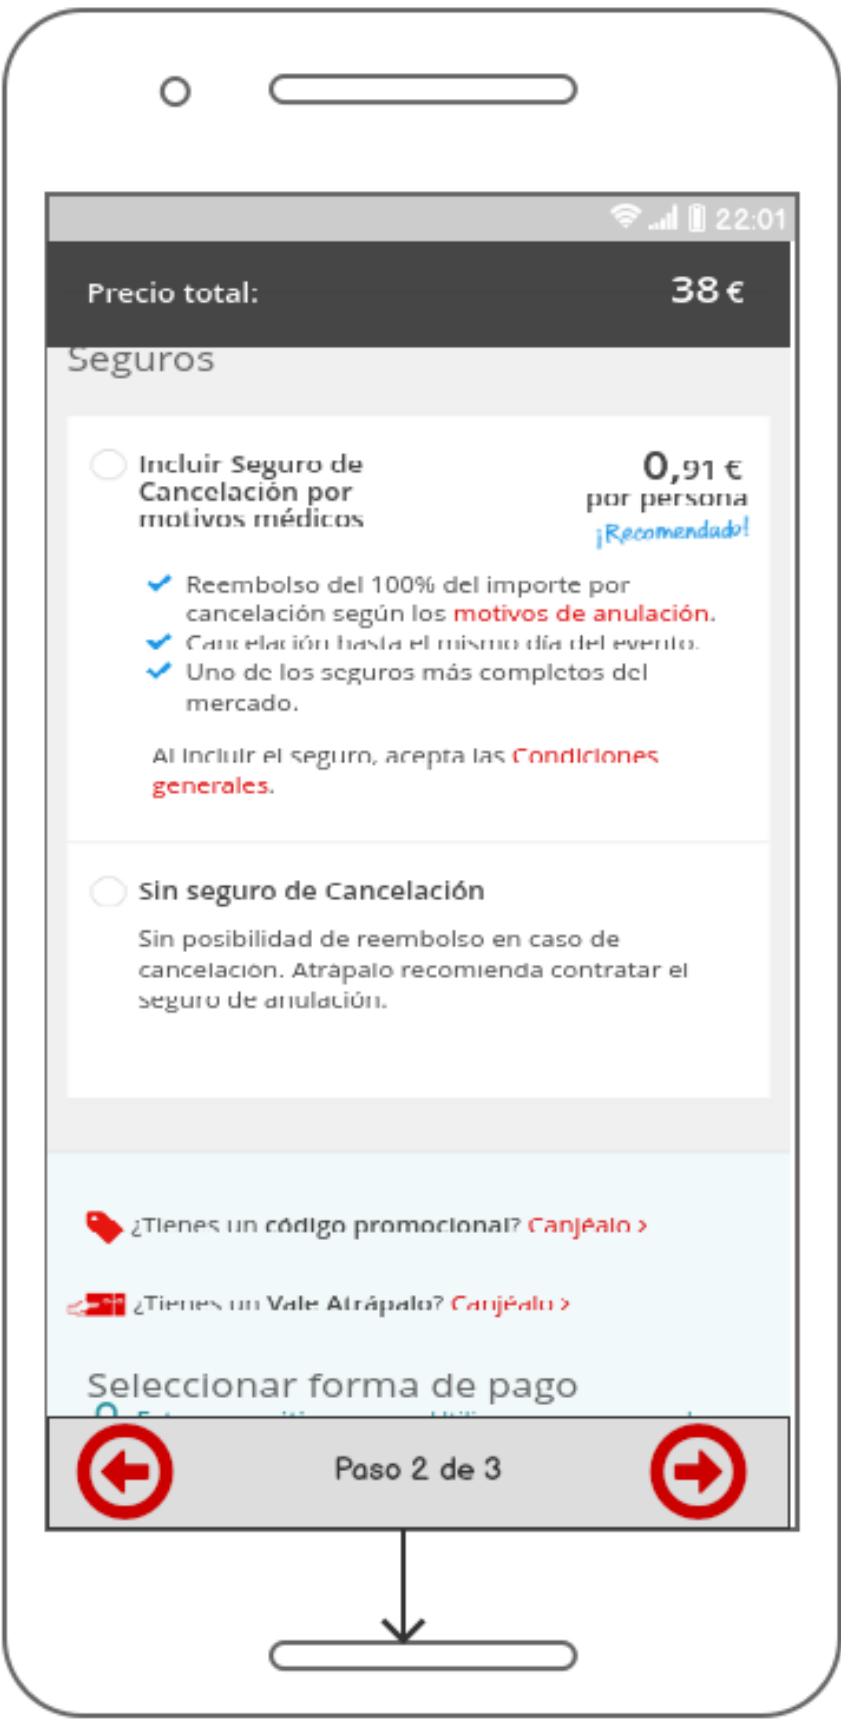 22:01
Precio total: 38 €
Seguros
Incluir Seguro de
Cancelación por
motivos médicos
0,91 €
por persona
¡Recomendado!
Reembolso del 100% del importe por
cancelación según los motivos de anulación.
Cancelación hasta el mismo día del evento.
Uno de los seguros más completos del
mercado.
Al incluir el seguro, acepta las Condiciones
generales.
Sin seguro de Cancelación
Sin posibilidad de reembolso en caso de
cancelación. Atrápalo recomienda contratar el
seguro de anulación.
¿Tienes un código promocional? Canjéalo >
¿Tienes un Vale Atrápalo? Canjéalo >
Seleccionar forma de pago
Paso 2 de 3